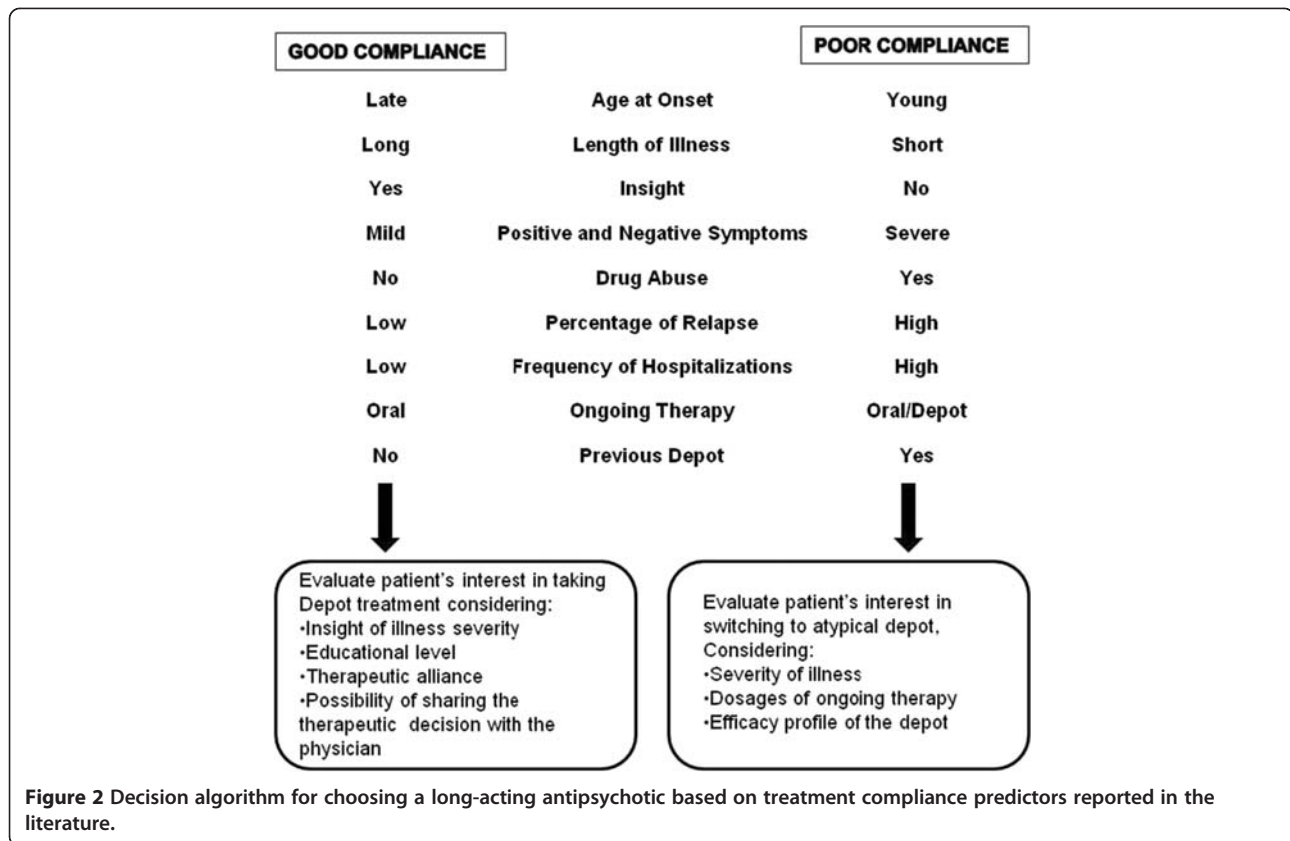 GOOD COMPLIANCE POOR COMPLIANCE
Late Age at Onset Young
Long Length of Illness Short
Yes Insight No
Mild Positive and Negative Symptoms Severe
No Drug Abuse Yes
Low Percentage of Relapse High
Low Frequency of Hospitalizations High
Oral Ongoing Therapy Oral/Depot
No Previous Depot Yes
Evaluate patient's interest in taking
Depot treatment considering:
•Insight of illness severity
•Educational level
•Therapeutic alliance
•Possibility of sharing the
therapeutic decision with the
physician
Evaluate patient's interest in
switching to atypical depot,
Considering:
•Severity of illness
•Dosages of ongoing therapy
•Efficacy profile of the depot
Figure 2 Decision algorithm for choosing a long-acting antipsychotic based on treatment compliance predictors reported in the
literature.